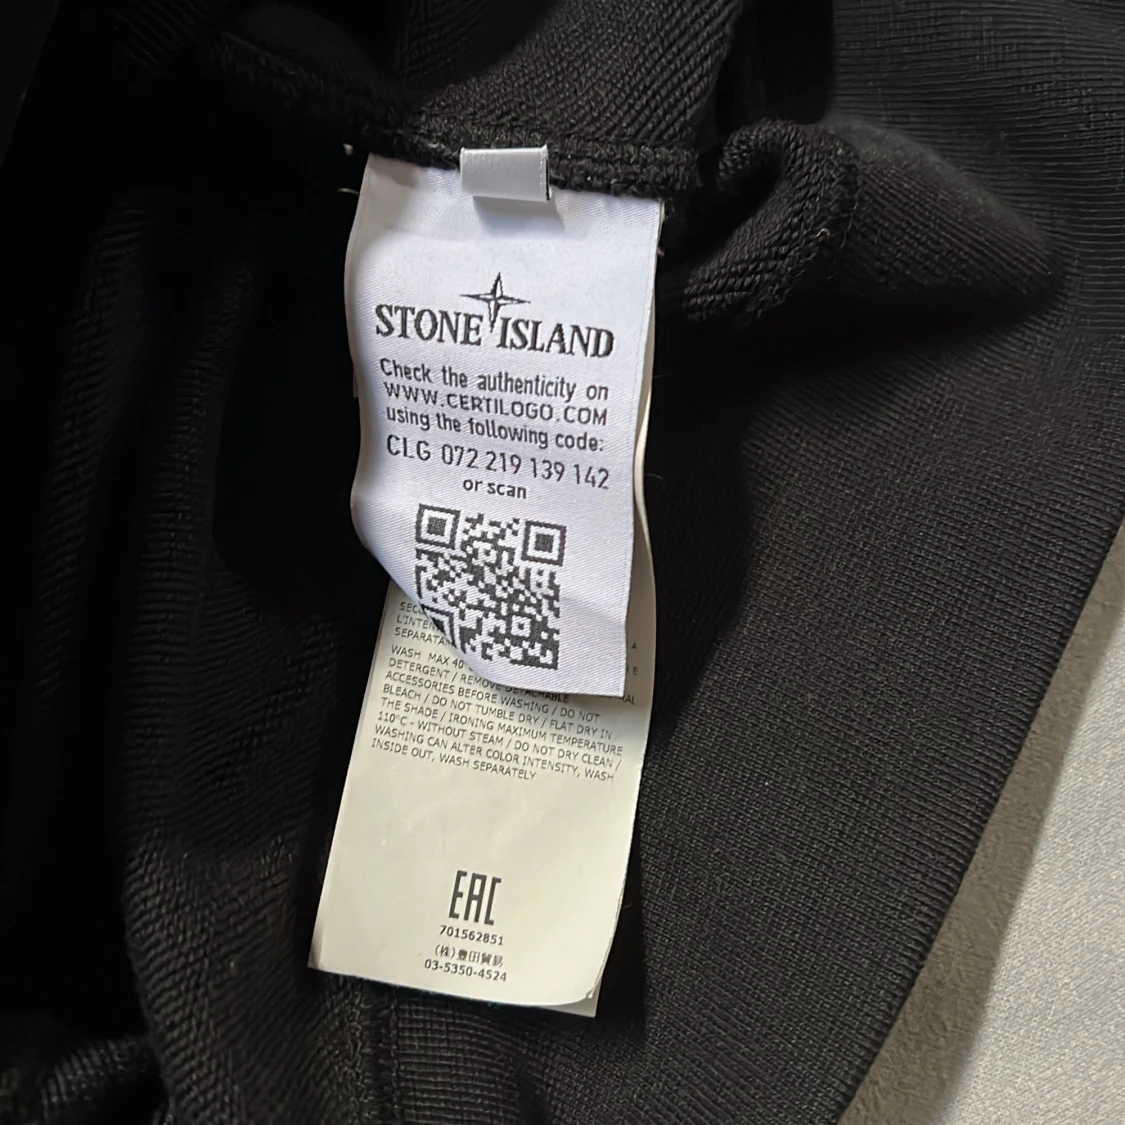 STONE ISLAND
Check the authenticity on
WWW.CERTILOGO.COM
using the following code:
CLG 072 219 139 142
or scan
L'INTEN
SEPARATA
WASH MAX 40
DETERGENT / REMOVE DETACHABLE
ACCESSORIES BEFORE WASHING / DO NOT
BLEACH / DO NOT TUMBLE DRY / FLAT DRY IN
THE SHADE / IRONING MAXIMUM TEMPERATURE
110°C - WITHOUT STEAM / DO NOT DRY CLEAN /
WASHING CAN ALTER COLOR INTENSITY, WASH
INSIDE OUT, WASH SEPARATELY
EAC
701562851
(株)豊田貿易
03-5350-4524